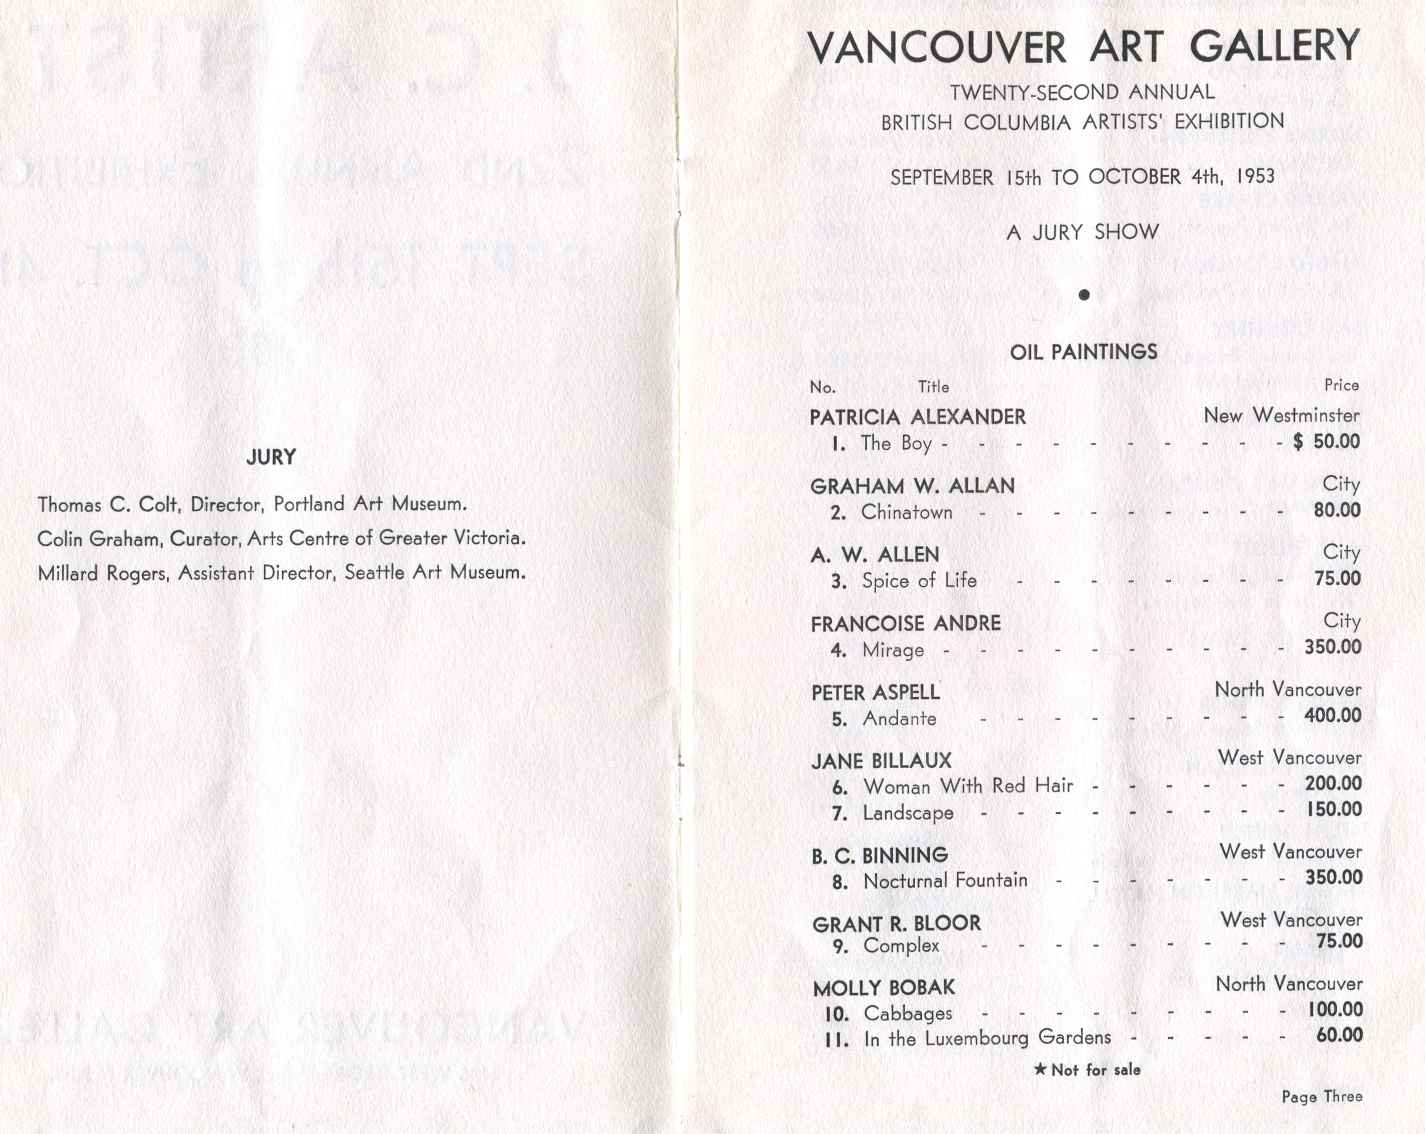 JURY
Thomas C. Colt, Director, Portland Art Museum.
Colin Graham, Curator, Arts Centre of Greater Victoria.
Millard Rogers, Assistant Director, Seattle Art Museum.
VANCOUVER ART GALLERY
TWENTY-SECOND ANNUAL
BRITISH COLUMBIA ARTISTS' EXHIBITION
SEPTEMBER 15th TO OCTOBER 4th, 1953
A JURY SHOW
●
OIL PAINTINGS
No. Title Price
PATRICIA ALEXANDER New Westminster
1. The Boy - - - - - - - - - - $ 50.00
GRAHAM W. ALLAN City
2. Chinatown - - - - - - - - - 80.00
A. W. ALLEN City
3. Spice of Life - - - - - - - - 75.00
FRANCOISE ANDRE City
4. Mirage - - - - - - - - - - 350.00
PETER ASPELL North Vancouver
5. Andante - - - - - - - - - 400.00
JANE BILLAUX West Vancouver
6. Woman With Red Hair - - - - - - 200.00
7. Landscape - - - - - - - - - 150.00
B. C. BINNING West Vancouver
8. Nocturnal Fountain - - - - - - - 350.00
GRANT R. BLOOR West Vancouver
9. Complex - - - - - - - - - 75.00
MOLLY BOBAK North Vancouver
10. Cabbages - - - - - - - - - 100.00
11. In the Luxembourg Gardens - - - - - 60.00
★ Not for sale
Page Three